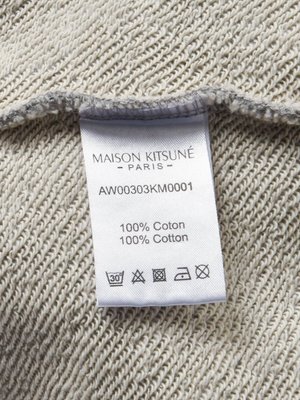 MAISON KITSUNÉ
— PARIS —
AW00303KM0001
100% Coton
100% Cotton
30